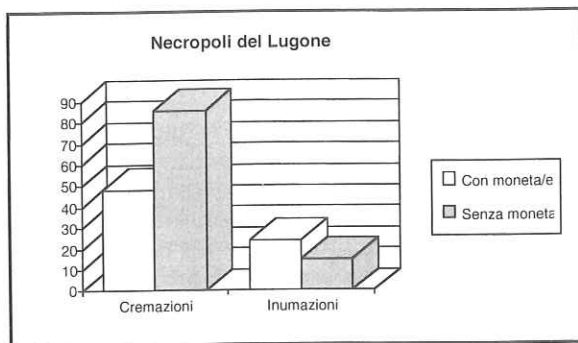 Necropoli del Lugone
90
80
70
60
50
40
30
20
10
0
Cremazioni
Inumazioni
Con moneta/e
Senza moneta